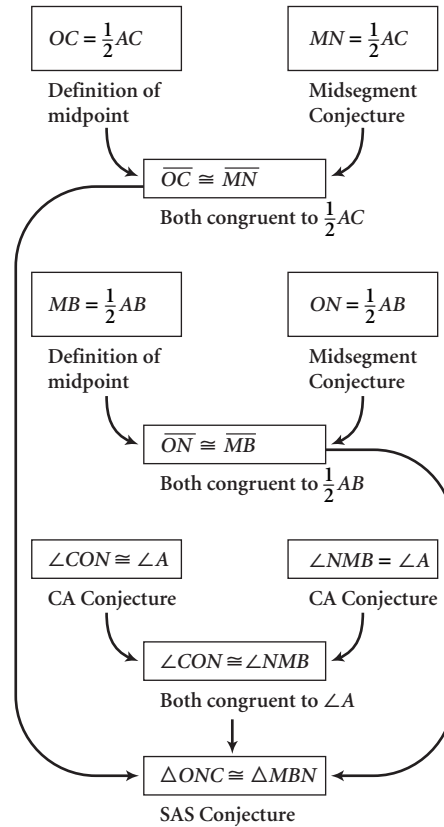 OC = 1/2 AC
MN = 1/2 AC
Definition of
midpoint
Midsegment
Conjecture
OC ≅ MN
Both congruent to 1/2 AC
MB = 1/2 AB
ON = 1/2 AB
Definition of
midpoint
Midsegment
Conjecture
ON ≅ MB
Both congruent to 1/2 AB
∠CON ≅ ∠A
∠NMB = ∠A
CA Conjecture
CA Conjecture
∠CON ≅ ∠NMB
Both congruent to ∠A
△ONC ≅ △MBN
SAS Conjecture